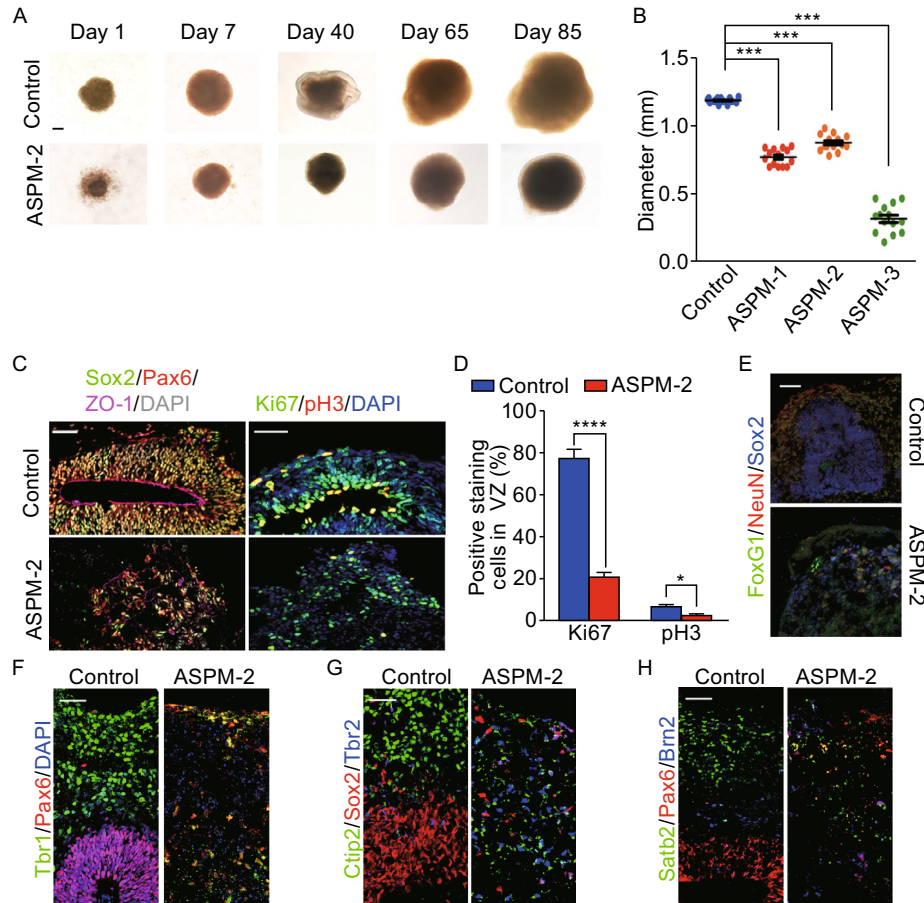 A
Day 1 Day 7 Day 40 Day 65 Day 85
Control
ASPM-2
B
***
***
***
Diameter (mm)
1.5
1.0
0.5
0.0
Control
ASPM-1
ASPM-2
ASPM-3
C
Sox2/Pax6/
ZO-1/DAPI
Ki67/pH3/DAPI
Control
ASPM-2
D
Control ASPM-2
Positive staining
cells in VZ (%)
80
60
40
20
0
****
*
Ki67 pH3
E
FoxG1/NeuN/Sox2
Control
ASPM-2
F
Control ASPM-2
Tbr1/Pax6/DAPI
G
Control ASPM-2
Ctip2/Sox2/Tbr2
H
Control ASPM-2
Satb2/Pax6/Brn2